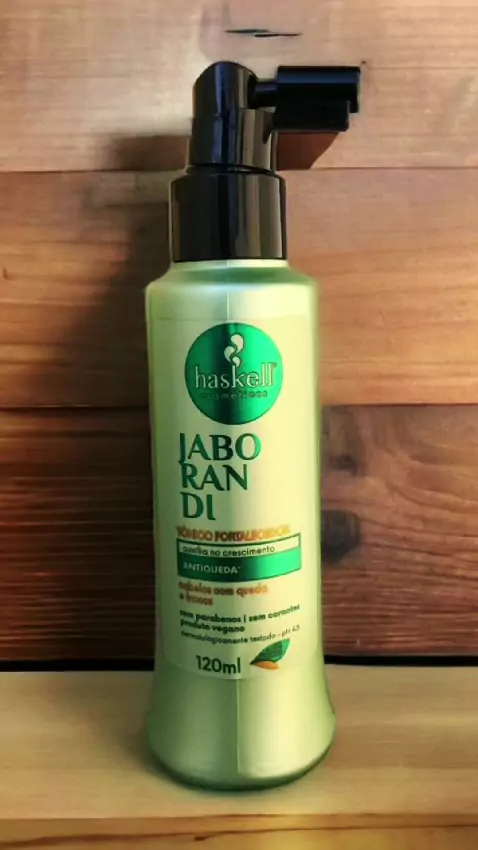 haskell
cosméticos
JABO
RAN
DI
TÔNICO FORTALECEDOR
auxilia no crescimento
ANTIQUEDA*
cabelos com queda
e fracos
sem parabenos | sem corantes
produto vegano
dermatologicamente testado - pH 4,5
120ml